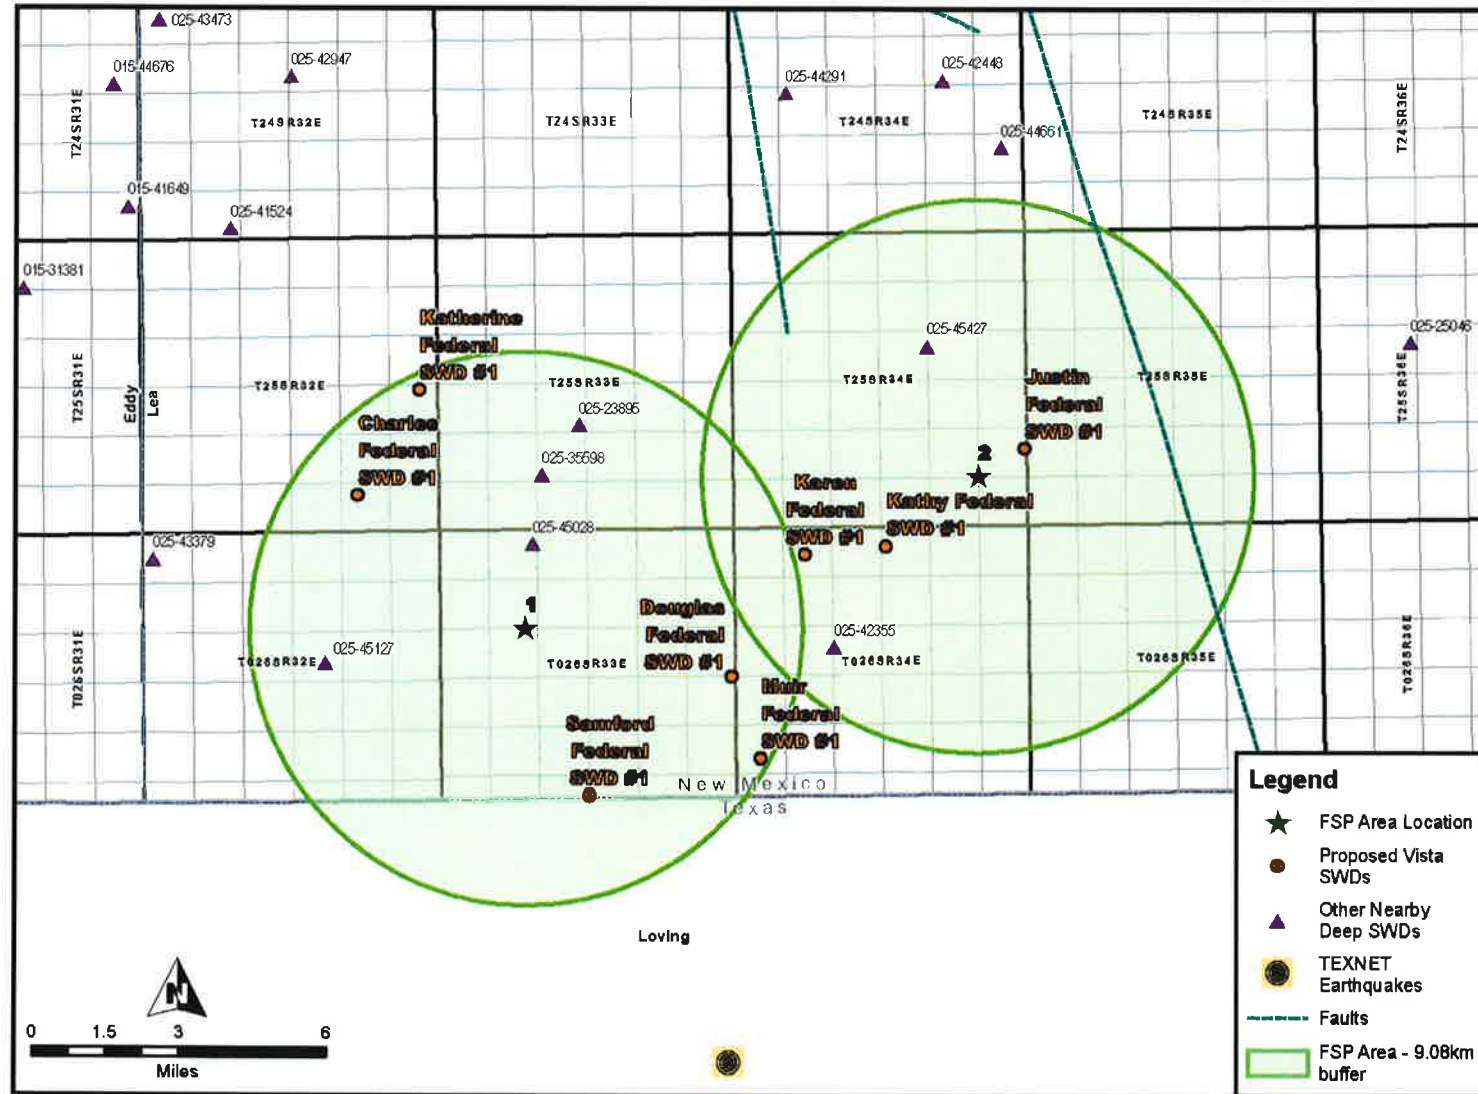 025-43473
015-44676
025-42947
025-44291
025-42448
T24SR31E
T24SR32E
T24SR33E
T24SR34E
T24SR35E
T24SR36E
025-44661
015-41649
025-41524
015-31381
025-25046
Katherine
Federal
SWD #1
025-45427
T25SR31E
Eddy
Lea
T25SR32E
T25SR33E
T25SR34E
T25SR35E
T25SR36E
Justin
Federal
SWD #1
025-23895
Charles
Federal
SWD #1
025-35598
2
Karen
Federal
SWD #1
Kathy Federal
SWD #1
025-45028
025-43379
1
Douglas
Federal
SWD #1
025-42355
025-45127
T026SR31E
T026SR32E
T026SR33E
T026SR34E
T026SR35E
T026SR36E
Muir
Federal
SWD #1
Samford
Federal
SWD #1
New Mexico
Texas
Loving
N
0 1.5 3 6
Miles
Legend
FSP Area Location
Proposed Vista
SWDs
Other Nearby
Deep SWDs
TEXNET
Earthquakes
Faults
FSP Area - 9.08km
buffer